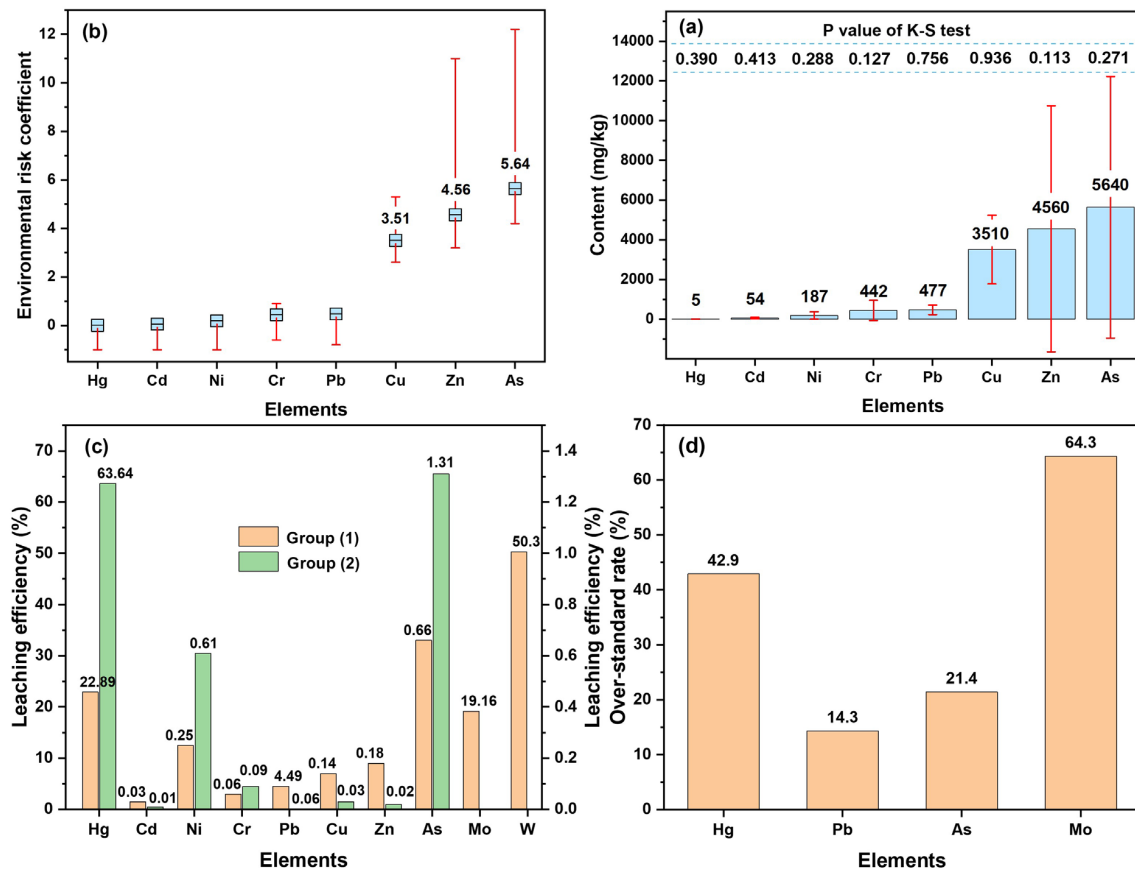 (b)
Environmental risk coefficient
12
10
8
6
4
2
0
3.51
4.56
5.64
Hg Cd Ni Cr Pb Cu Zn As
Elements
(a)
P value of K-S test
0.390 0.413 0.288 0.127 0.756 0.936 0.113 0.271
Content (mg/kg)
14000
12000
10000
8000
6000
4000
2000
0
5 54 187 442 477 3510 4560 5640
Hg Cd Ni Cr Pb Cu Zn As
Elements
(c)
Leaching efficiency (%)
70
60
50
40
30
20
10
0
Group (1)
Group (2)
22.89 63.64
0.03 0.01
0.25 0.61
0.06 0.09
4.49 0.06
0.14 0.03
0.18 0.02
0.66 1.31
19.16
50.3
1.4
1.2
1.0
0.8
0.6
0.4
0.2
0.0
Leaching efficiency (%)
Hg Cd Ni Cr Pb Cu Zn As Mo W
Elements
(d)
Over-standard rate (%)
70
60
50
40
30
20
10
0
42.9
14.3
21.4
64.3
Hg Pb As Mo
Elements